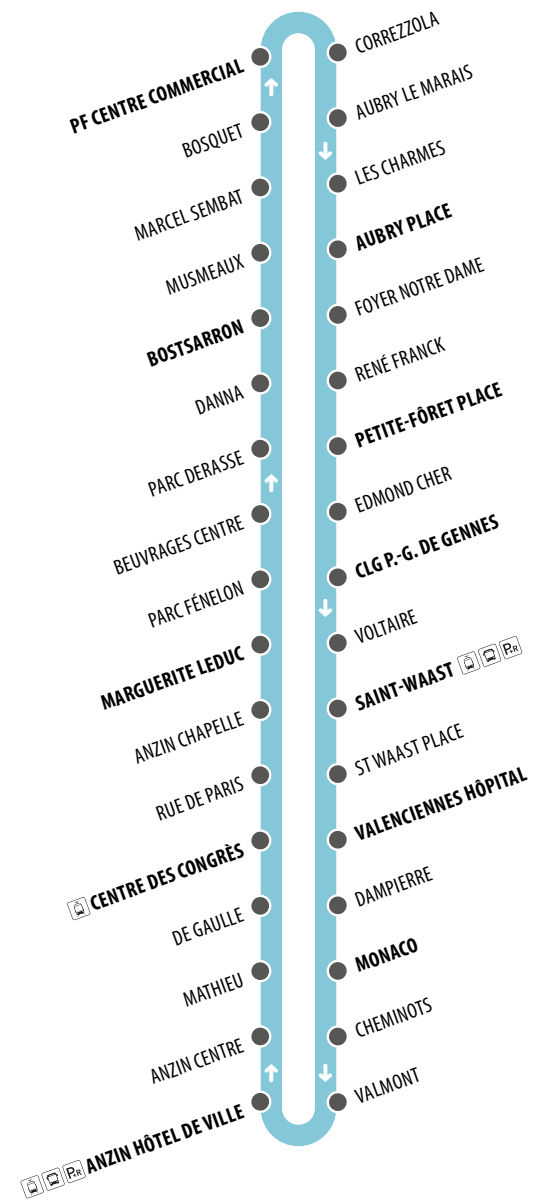 PF CENTRE COMMERCIAL
BOSQUET
MARCEL SEMBAT
MUSMEAUX
BOSTSARRON
DANNA
PARC DERASSE
BEUVRAGES CENTRE
PARC FÉNELON
MARGUERITE LEDUC
ANZIN CHAPELLE
RUE DE PARIS
CENTRE DES CONGRÈS
DE GAULLE
MATHIEU
ANZIN CENTRE
P+R ANZIN HÔTEL DE VILLE
CORREZZOLA
AUBRY LE MARAIS
LES CHARMES
AUBRY PLACE
FOYER NOTRE DAME
RENÉ FRANCK
PETITE-FÔRET PLACE
EDMOND CHER
CLG P.-G. DE GENNES
VOLTAIRE
SAINT-WAAST P+R
ST WAAST PLACE
VALENCIENNES HÔPITAL
DAMPIERRE
MONACO
CHEMINOTS
VALMONT